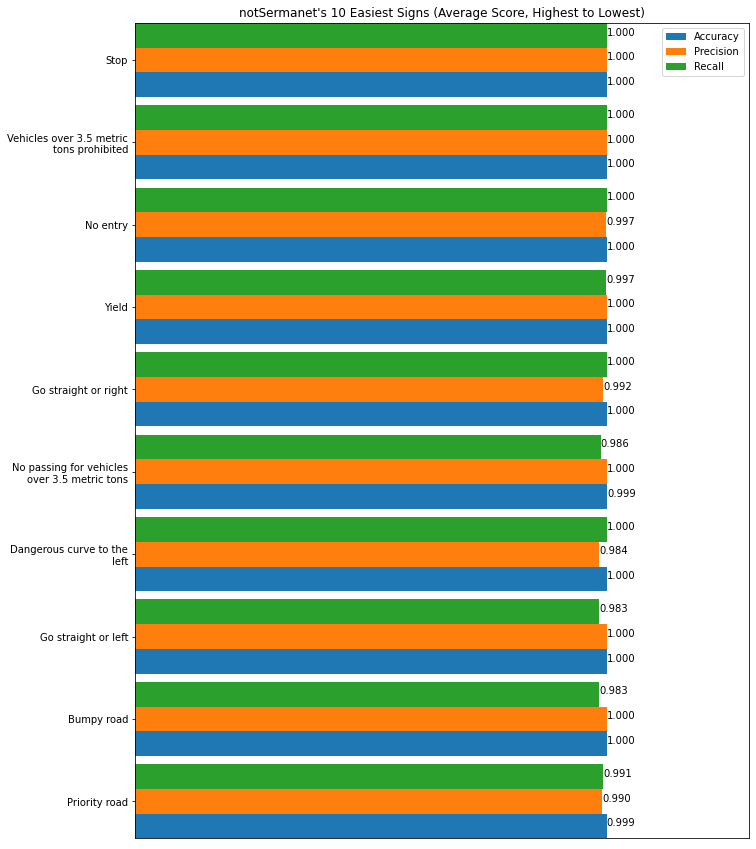 notSermanet's 10 Easiest Signs (Average Score, Highest to Lowest)
Accuracy
Precision
Recall
Stop
1.000
1.000
1.000
Vehicles over 3.5 metric
tons prohibited
1.000
1.000
1.000
No entry
1.000
0.997
1.000
Yield
0.997
1.000
1.000
Go straight or right
1.000
0.992
1.000
No passing for vehicles
over 3.5 metric tons
0.986
1.000
0.999
Dangerous curve to the
left
1.000
0.984
1.000
Go straight or left
0.983
1.000
1.000
Bumpy road
0.983
1.000
1.000
Priority road
0.991
0.990
0.999